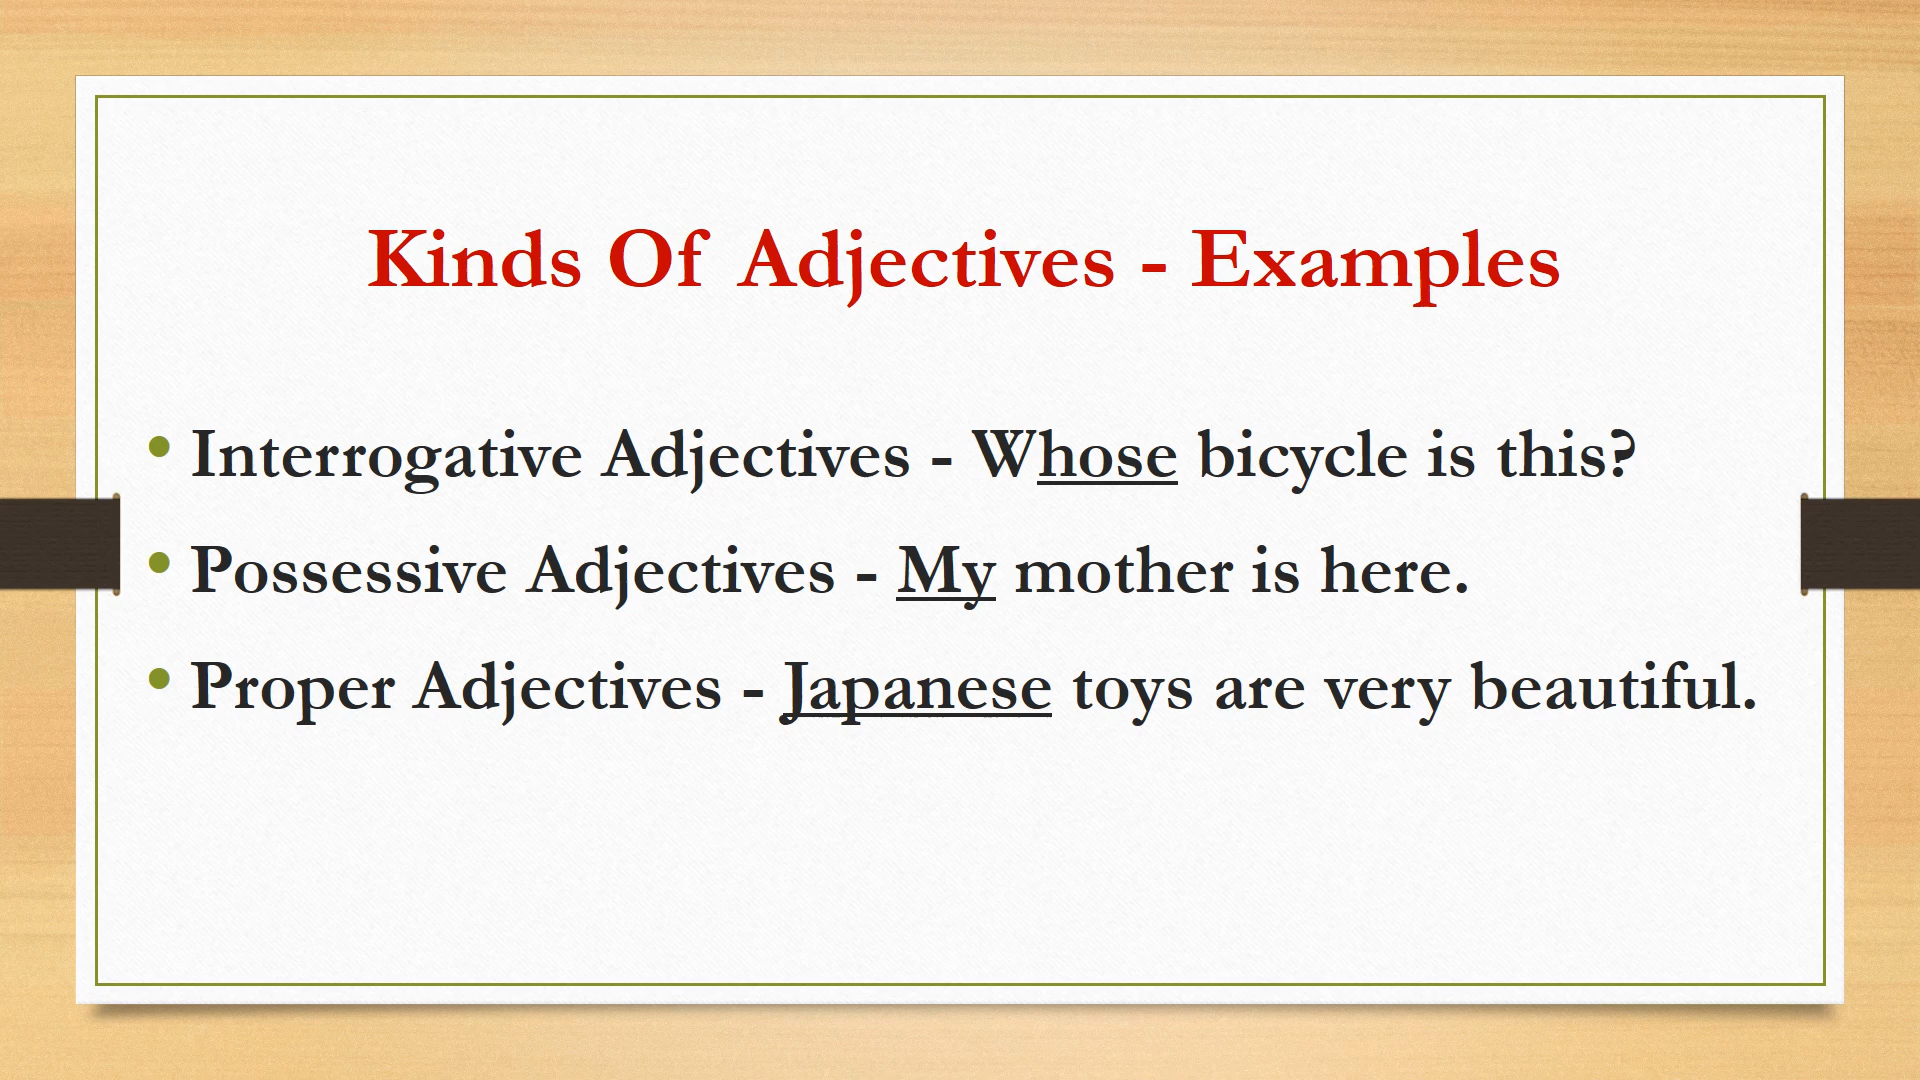 Kinds Of Adjectives - Examples
• Interrogative Adjectives - Whose bicycle is this?
• Possessive Adjectives - My mother is here.
• Proper Adjectives - Japanese toys are very beautiful.